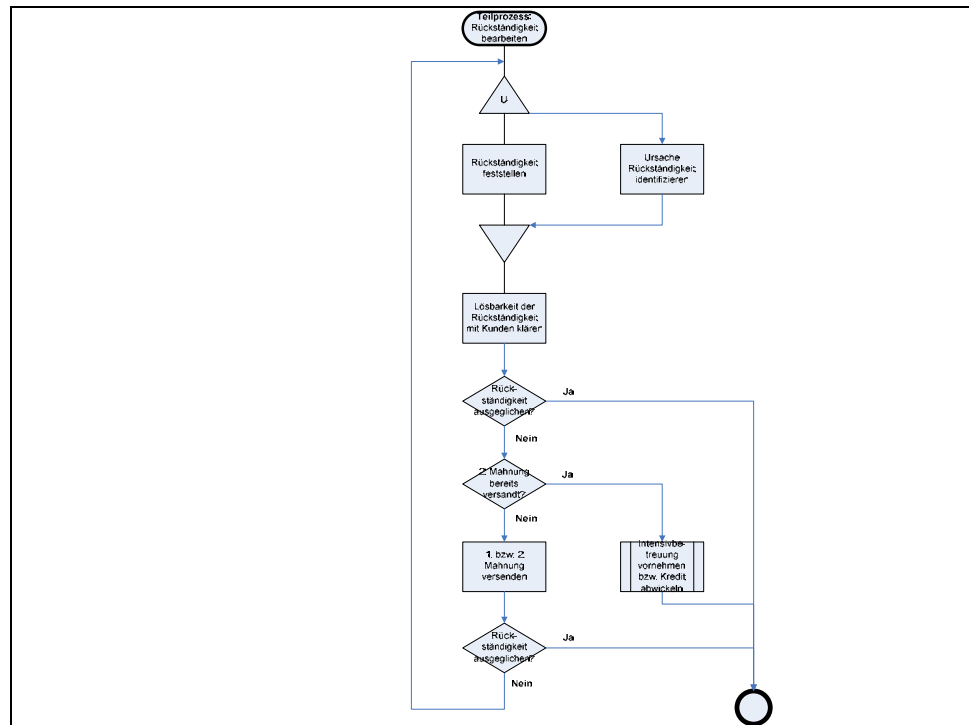 Teilprozess:
Rückständigkeit
bearbeiten
U
Rückständigkeit
feststellen
Ursache
Rückständigkeit
identifizieren
Lösbarkeit der
Rückständigkeit
mit Kunden klären
Rück-
ständigkeit
ausgeglichen?
Ja
Nein
2. Mahnung
bereits
versandt?
Ja
Nein
1. bzw. 2.
Mahnung
versenden
Intensivbe-
treuung
vornehmen
bzw. Kredit
abwickeln
Rück-
ständigkeit
ausgeglichen?
Ja
Nein